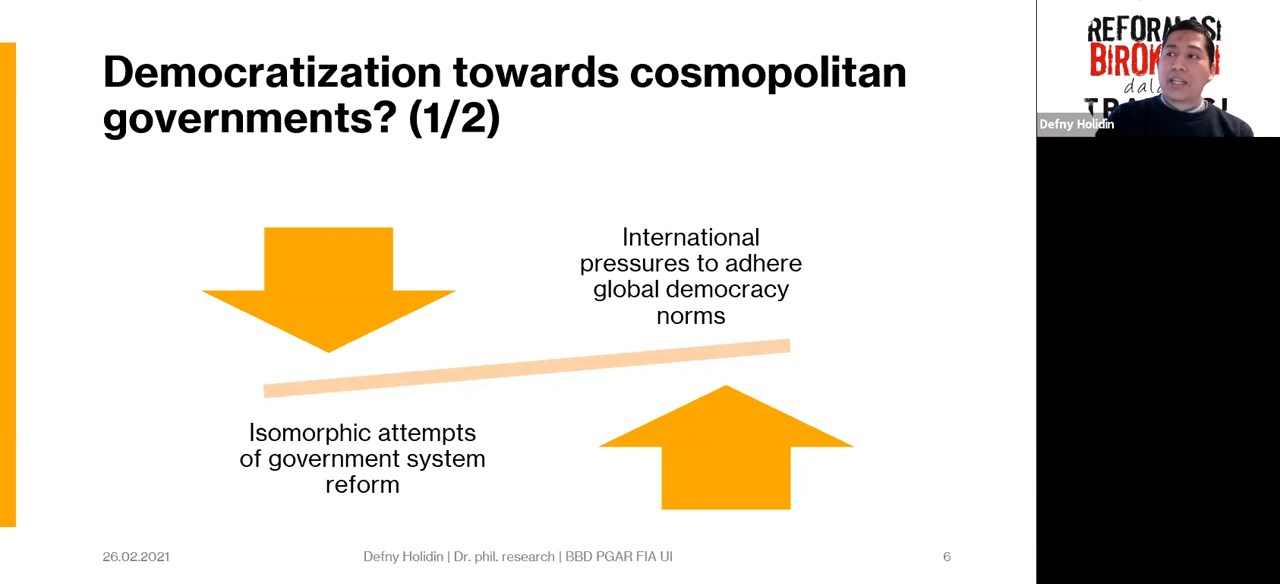 Democratization towards cosmopolitan
governments? (1/2)
International
pressures to adhere
global democracy
norms
Isomorphic attempts
of government system
reform
26.02.2021
Defny Holidin | Dr. phil. research | BBD PGAR FIA UI
6
REFORMASI
Defny Holidin